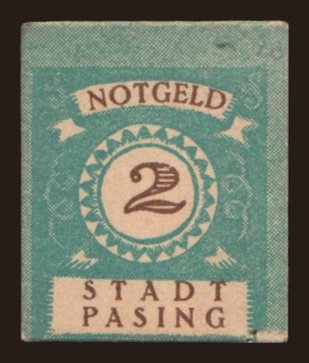 NOTGELD
2
STADT
PASING